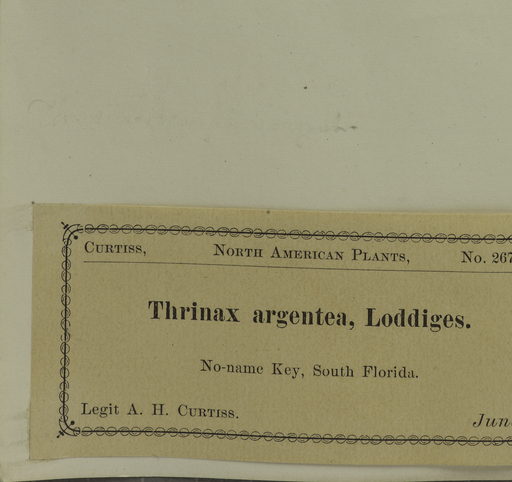 CURTISS, NORTH AMERICAN PLANTS, No. 267
Thrinax argentea, Loddiges.
No-name Key, South Florida.
Legit A. H. CURTISS.
Jun